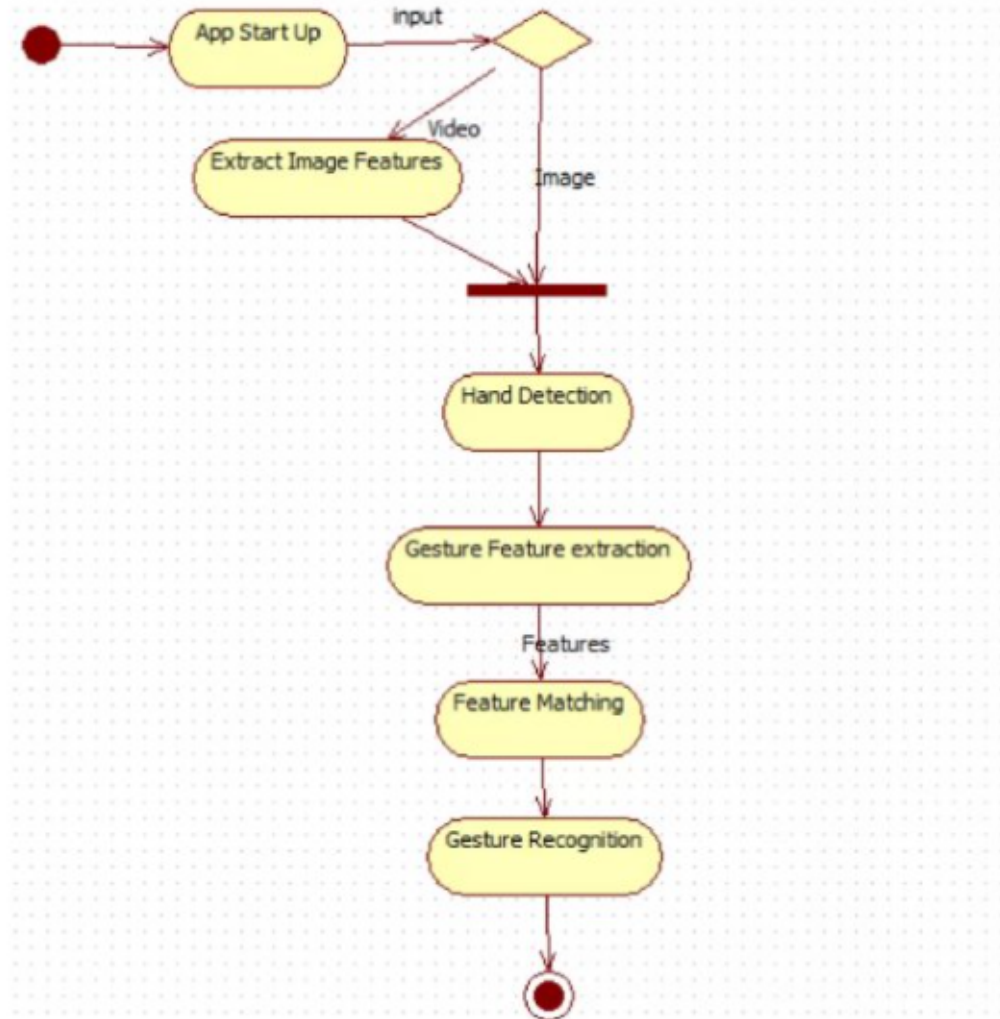 input
App Start Up
Video
Extract Image Features
Image
Hand Detection
Gesture Feature extraction
Features
Feature Matching
Gesture Recognition